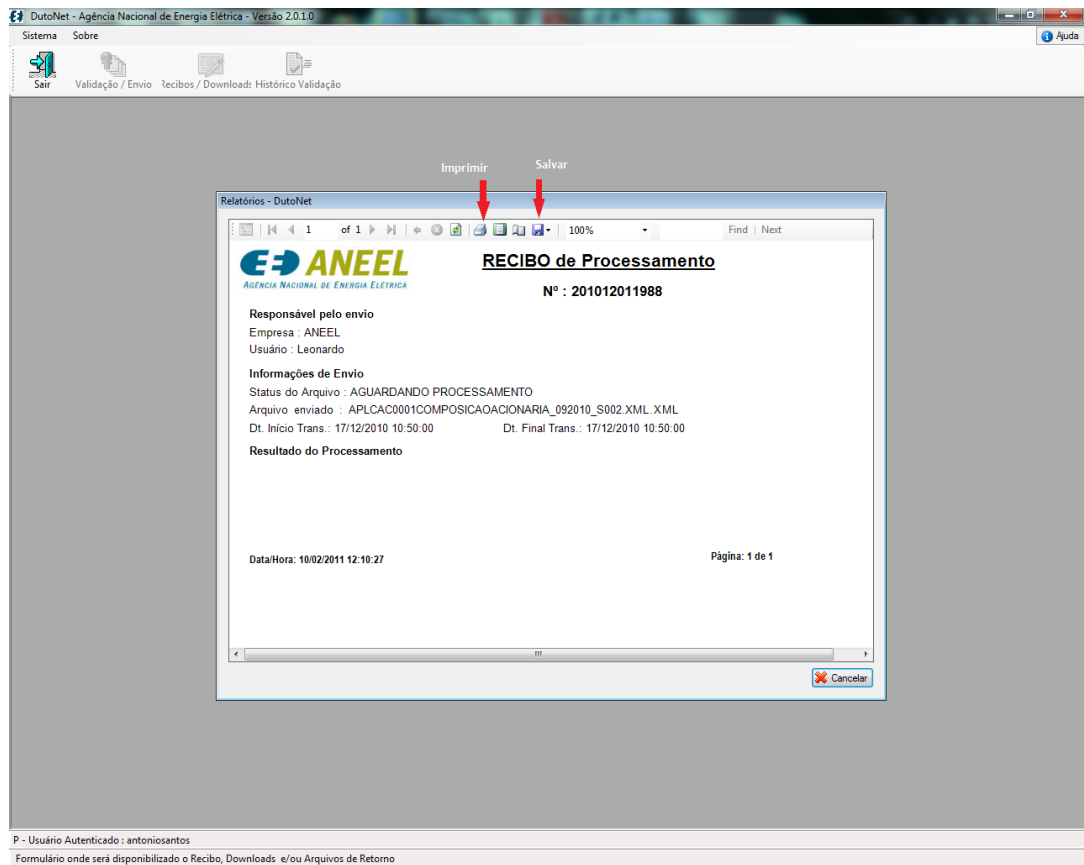 DutoNet - Agência Nacional de Energia Elétrica - Versão 2.0.1.0
Sistema Sobre
Ajuda
Sair Validação / Envio Recibos / Download: Histórico Validação
Imprimir Salvar
Relatórios - DutoNet
1 of 1 100% Find | Next
ANEEL
AGÊNCIA NACIONAL DE ENERGIA ELÉTRICA
RECIBO de Processamento
Nº : 201012011988
Responsável pelo envio
Empresa : ANEEL
Usuário : Leonardo
Informações de Envio
Status do Arquivo : AGUARDANDO PROCESSAMENTO
Arquivo enviado : APLCAC0001COMPOSICAOACIONARIA_092010_S002.XML.XML
Dt. Início Trans.: 17/12/2010 10:50:00 Dt. Final Trans.: 17/12/2010 10:50:00
Resultado do Processamento
Data/Hora: 10/02/2011 12:10:27 Página: 1 de 1
Cancelar
P - Usuário Autenticado : antoniosantos
Formulário onde será disponibilizado o Recibo, Downloads e/ou Arquivos de Retorno